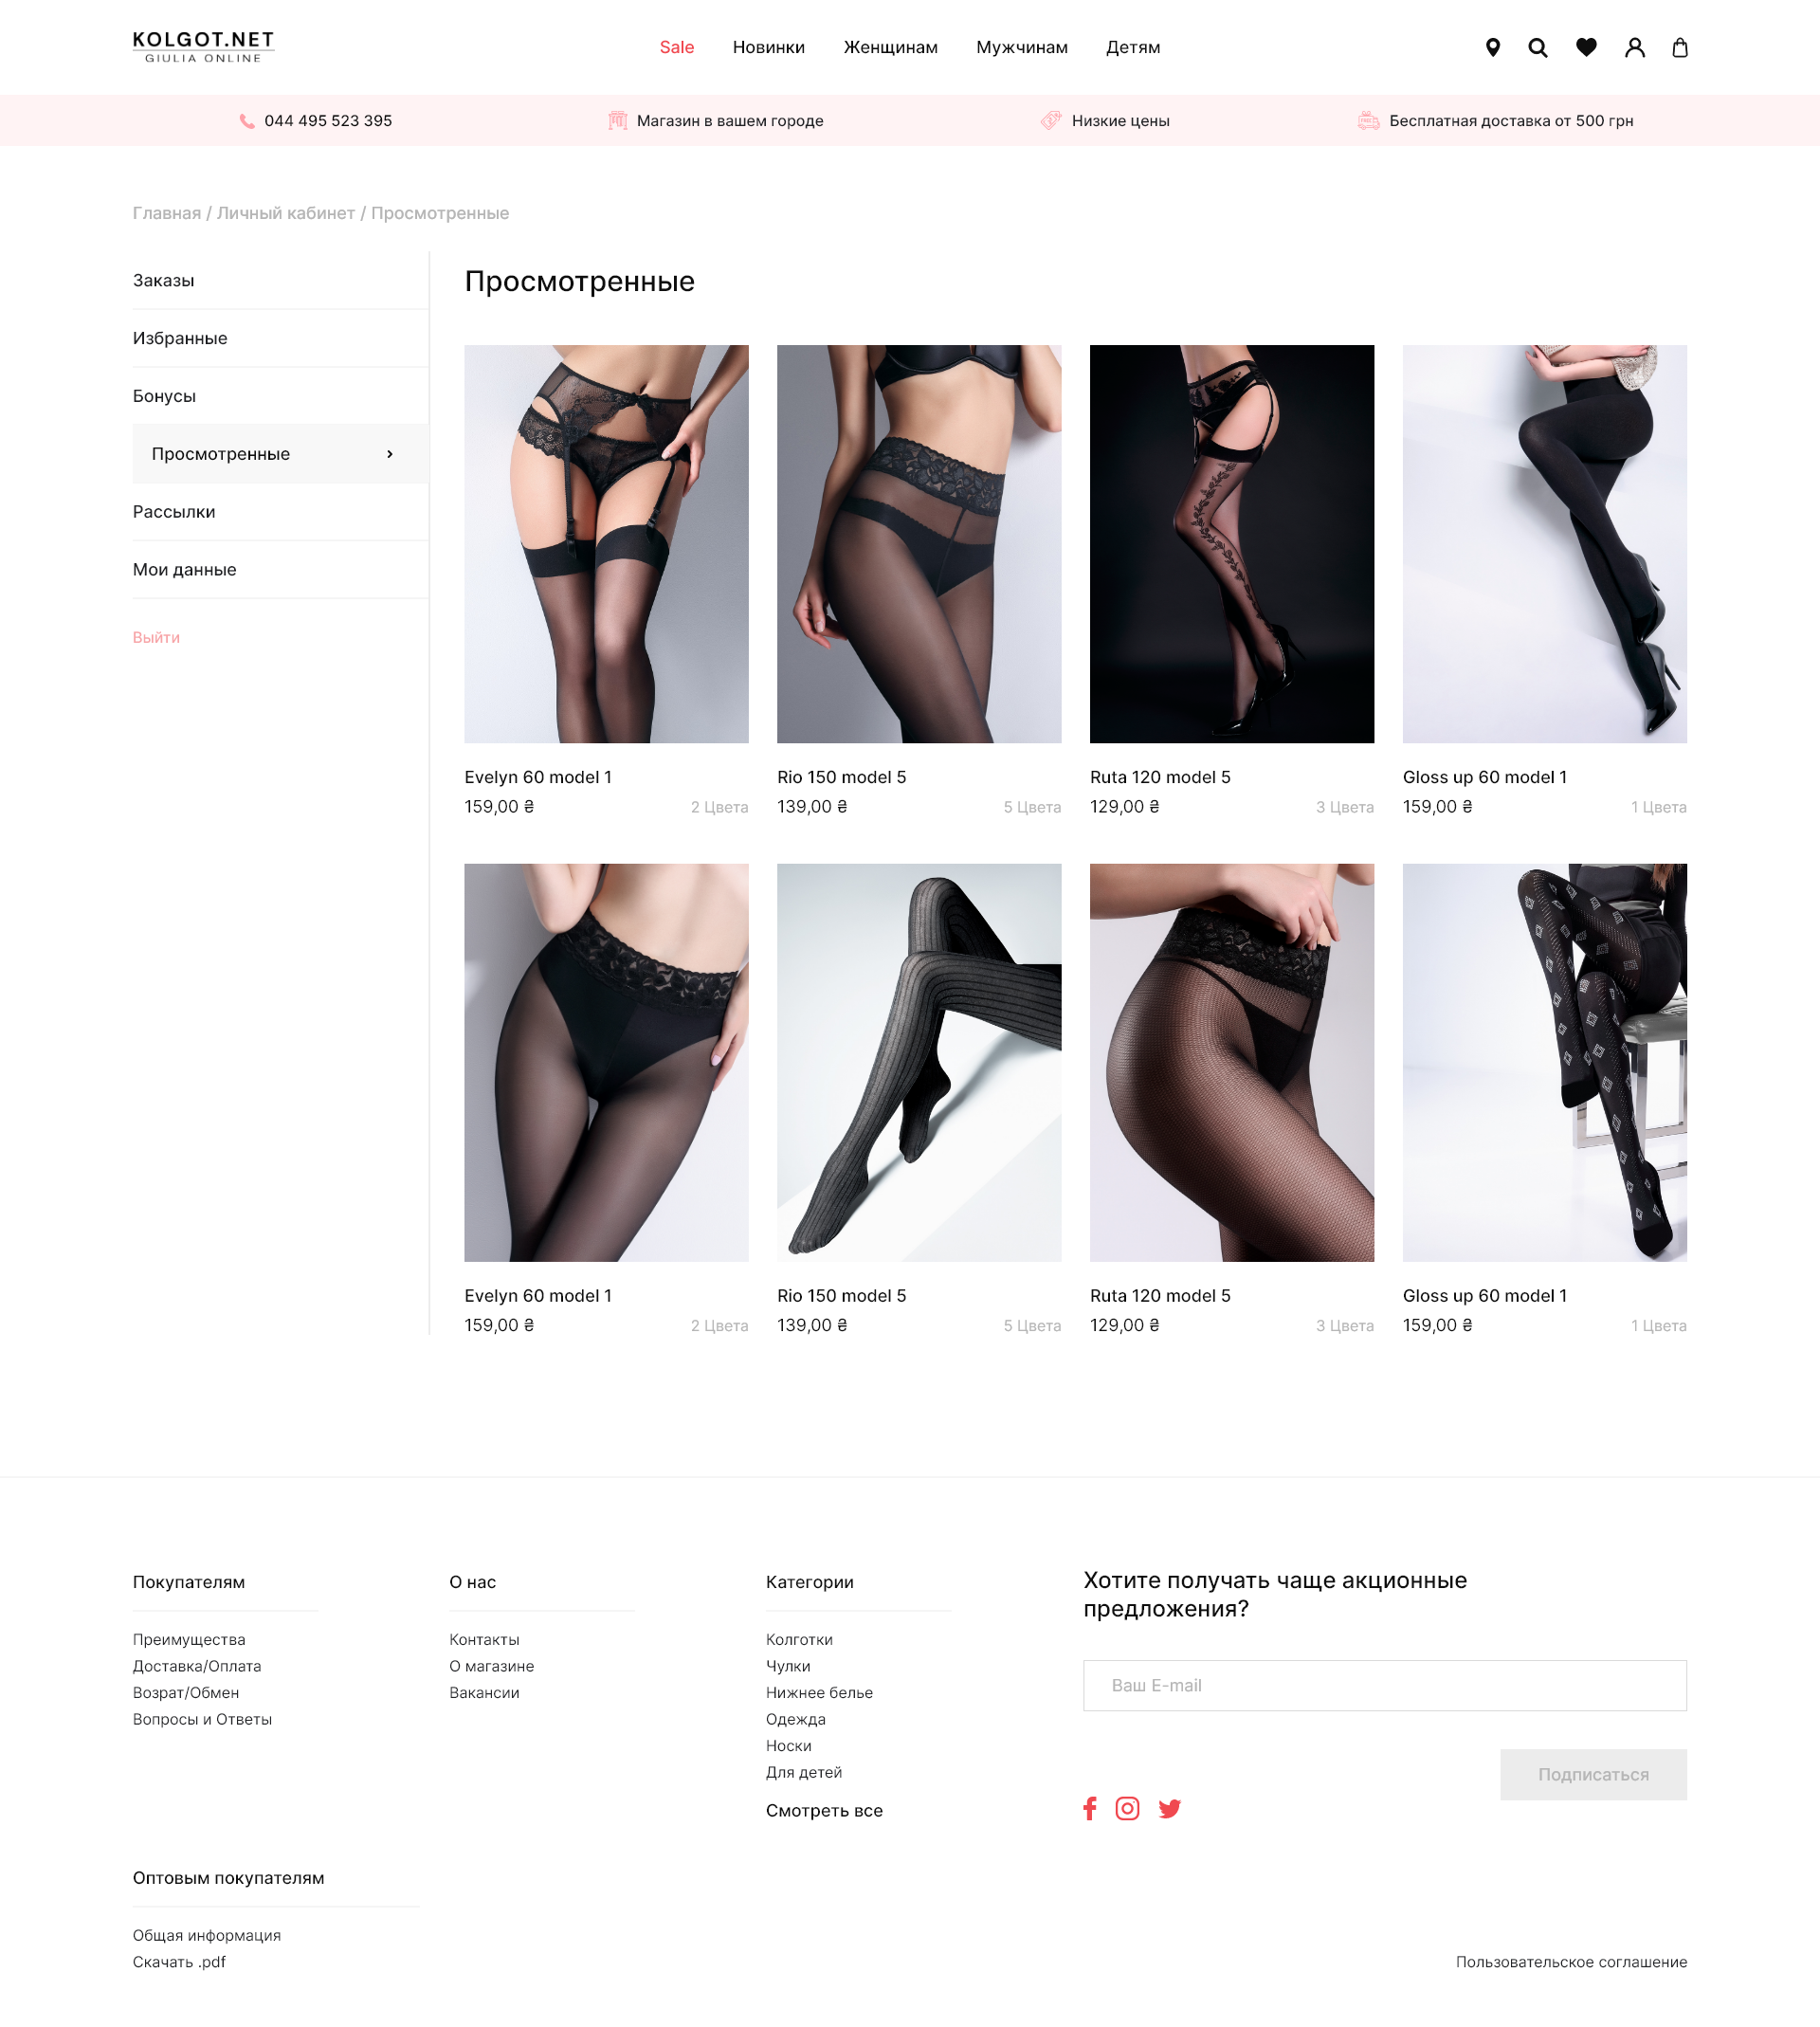 KOLGOT.NET
GIULIA ONLINE
Sale
Новинки
Женщинам
Мужчинам
Детям
044 495 523 395
Магазин в вашем городе
Низкие цены
Бесплатная доставка от 500 грн
Главная / Личный кабинет / Просмотренные
Заказы
Избранные
Бонусы
Просмотренные
Рассылки
Мои данные
Выйти
Просмотренные
Evelyn 60 model 1
159,00 ₴
2 Цвета
Rio 150 model 5
139,00 ₴
5 Цвета
Ruta 120 model 5
129,00 ₴
3 Цвета
Gloss up 60 model 1
159,00 ₴
1 Цвета
Evelyn 60 model 1
159,00 ₴
2 Цвета
Rio 150 model 5
139,00 ₴
5 Цвета
Ruta 120 model 5
129,00 ₴
3 Цвета
Gloss up 60 model 1
159,00 ₴
1 Цвета
Покупателям
Преимущества
Доставка/Оплата
Возрат/Обмен
Вопросы и Ответы
О нас
Контакты
О магазине
Вакансии
Категории
Колготки
Чулки
Нижнее белье
Одежда
Носки
Для детей
Смотреть все
Хотите получать чаще акционные
предложения?
Ваш E-mail
Подписаться
Оптовым покупателям
Общая информация
Скачать .pdf
Пользовательское соглашение